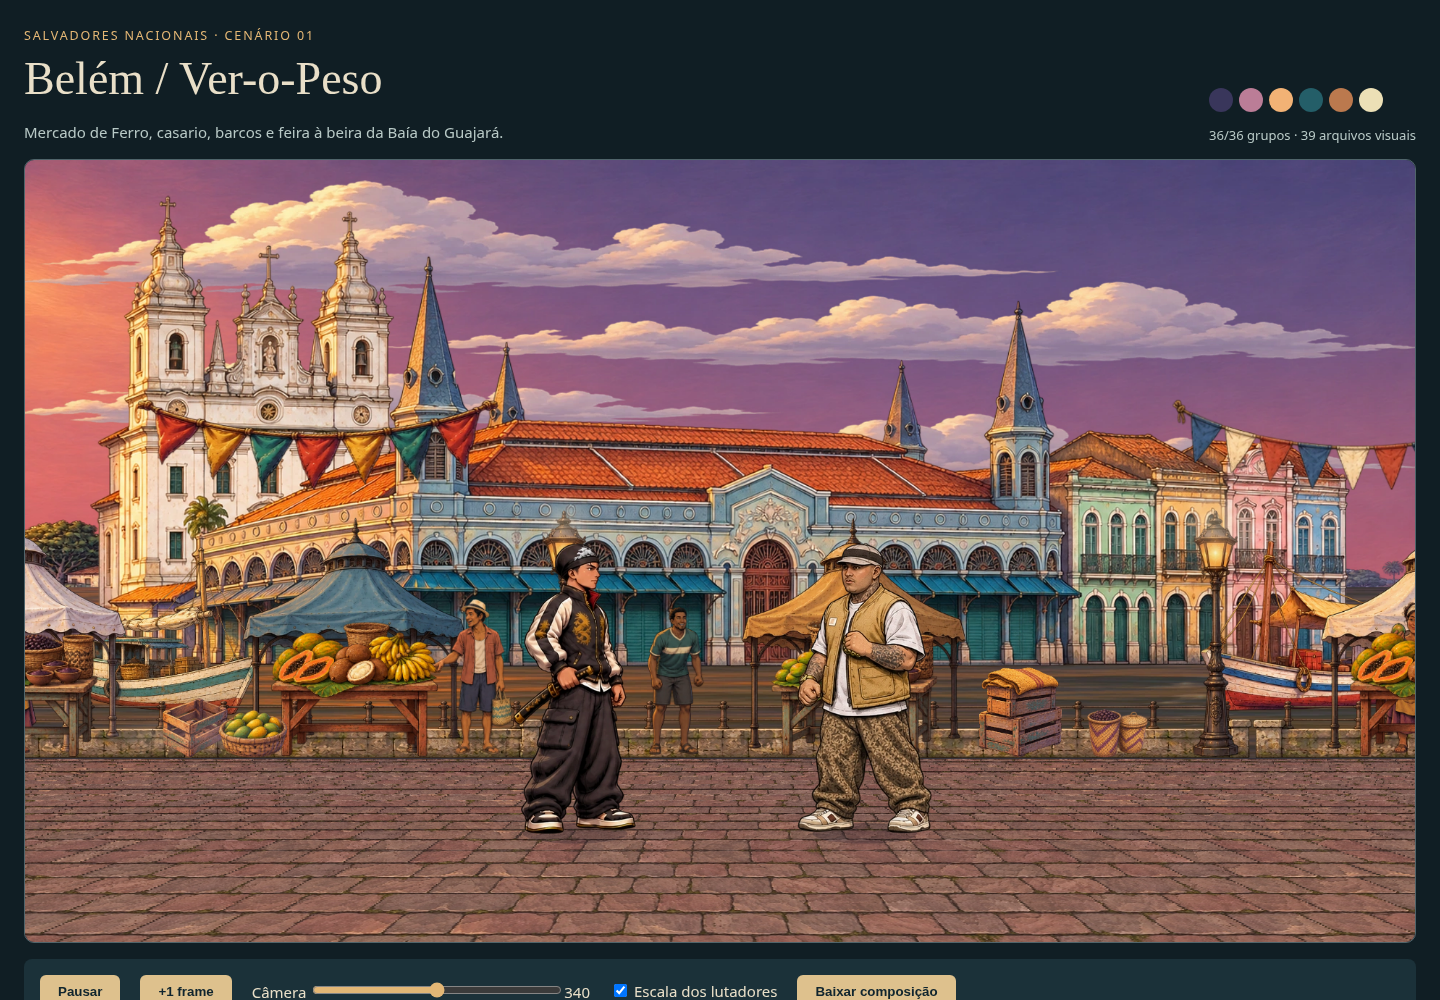 SALVADORES NACIONAIS · CENÁRIO 01
Belém / Ver-o-Peso
Mercado de Ferro, casario, barcos e feira à beira da Baía do Guajará.
36/36 grupos · 39 arquivos visuais
Pausar
+1 frame
Câmera
340
Escala dos lutadores
Baixar composição